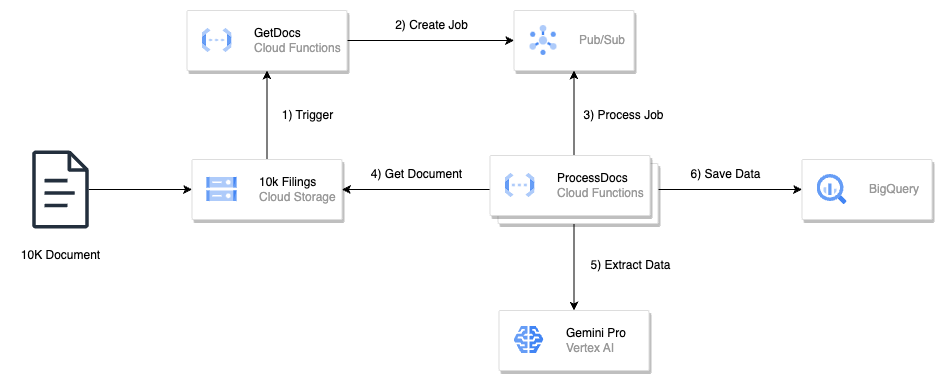 GetDocs
Cloud Functions
2) Create Job
Pub/Sub
1) Trigger
3) Process Job
10k Filings
Cloud Storage
4) Get Document
ProcessDocs
Cloud Functions
6) Save Data
BigQuery
10K Document
5) Extract Data
Gemini Pro
Vertex AI